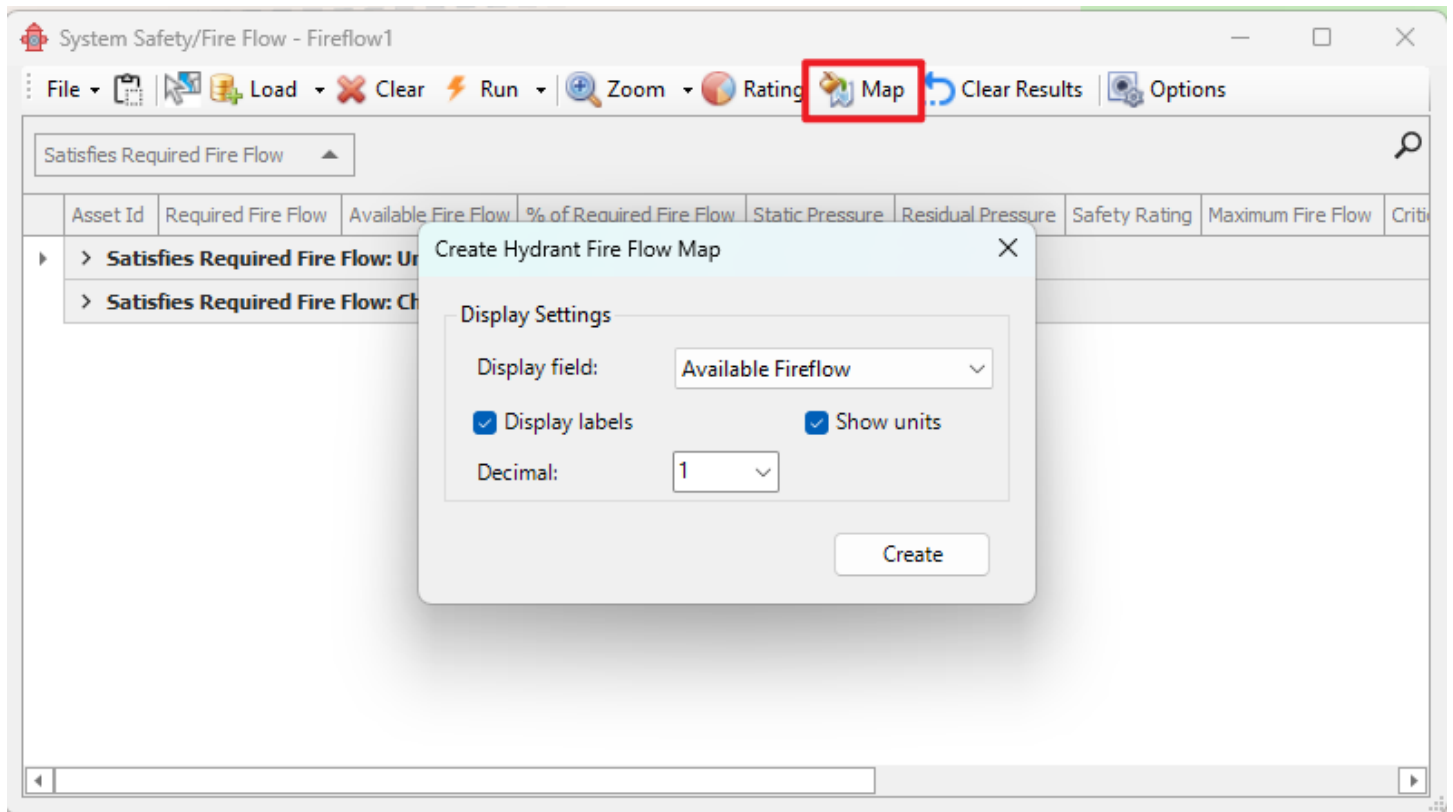 System Safety/Fire Flow - Fireflow1
File Load Clear Run Zoom Rating Map Clear Results Options
Satisfies Required Fire Flow
Asset Id Required Fire Flow Available Fire Flow % of Required Fire Flow Static Pressure Residual Pressure Safety Rating Maximum Fire Flow
Satisfies Required Fire Flow:
Satisfies Required Fire Flow:
Create Hydrant Fire Flow Map
Display Settings
Display field: Available Fireflow
Display labels Show units
Decimal: 1
Create